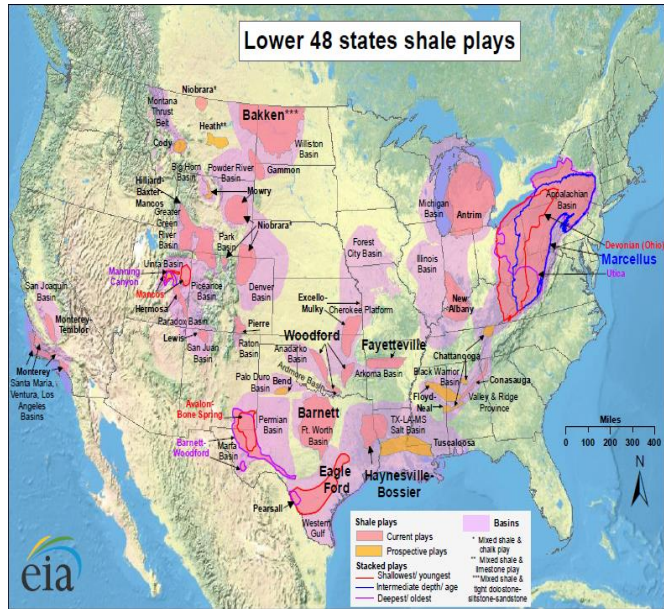 Lower 48 states shale plays
Niobrara*
Montana
Thrust
Belt
Bakken***
Heath**
Williston
Basin
Cody
Big Horn
Basin
Powder River
Basin
Gammon
Hilliard-
Baxter-
Mancos
Mowry
Greater
Green
River
Basin
Niobrara*
Park
Basin
Michigan
Basin
Antrim
Appalachian
Basin
Devonian (Ohio)
Marcellus
Utica
Uinta Basin
Manning
Canyon
Mancos
Piceance
Basin
Denver
Basin
Forest
City Basin
Illinois
Basin
San Joaquin
Basin
Hermosa
Paradox Basin
Excello-
Mulky
Cherokee Platform
New
Albany
Monterey-
Temblor
Pierre
Lewis
San Juan
Basin
Raton
Basin
Woodford
Anadarko
Basin
Fayetteville
Chattanooga
Monterey
Santa Maria,
Ventura, Los
Angeles
Basins
Ardmore Basin
Arkoma Basin
Black Warrior
Basin
Conasauga
Palo Duro
Basin
Bend
Floyd-
Neal
Valley & Ridge
Province
Avalon-
Bone Spring
Permian
Basin
Barnett
Ft. Worth
Basin
TX-LA-MS
Salt Basin
Tuscaloosa
Barnett-
Woodford
Marfa
Basin
Eagle
Ford
Haynesville-
Bossier
Pearsall
Western
Gulf
Miles
0 100 200 300 400
N
Shale plays
Current plays
Prospective plays
Stacked plays
Shallowest/ youngest
Intermediate depth/ age
Deepest/ oldest
Basins
* Mixed shale &
chalk play
** Mixed shale &
limestone play
***Mixed shale &
tight dolostone-
siltstone-sandstone
eia